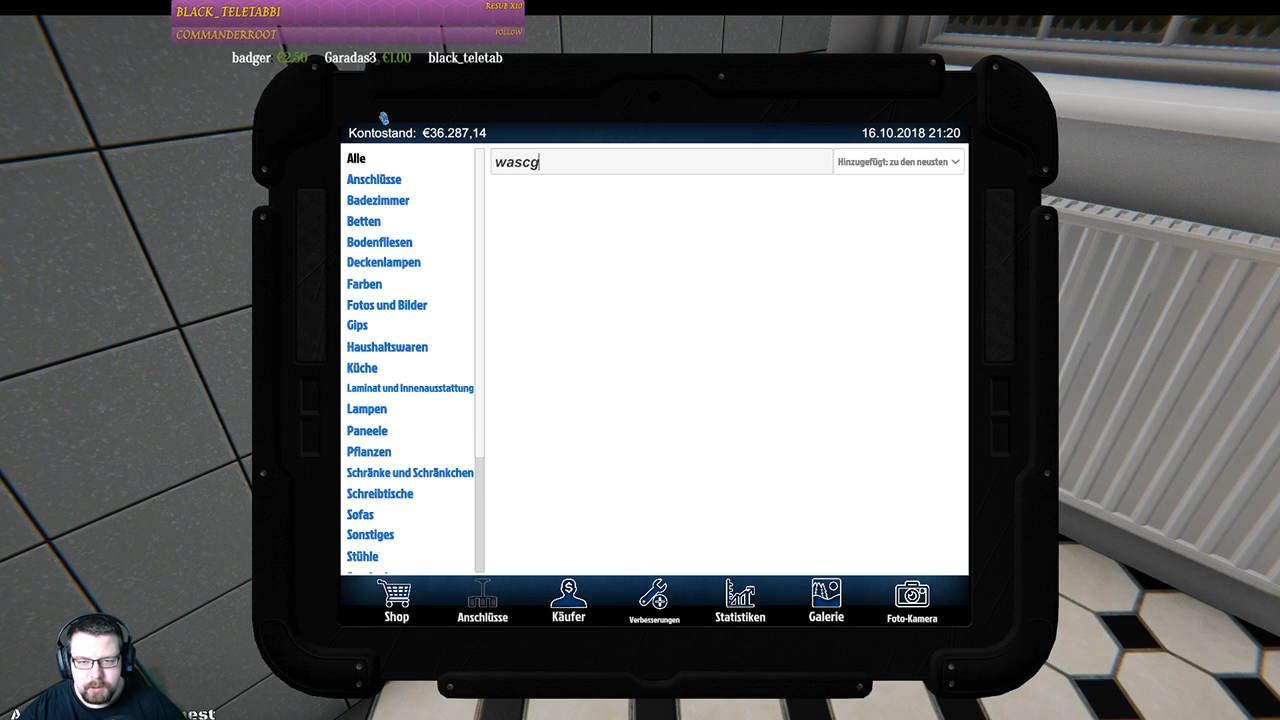 BLACK_TELETABBI RESUB X10
COMMANDERROOT FOLLOW
badger €2.50 Garadas3 €1.00 black_teletab
Kontostand: €36.287,14 16.10.2018 21:20
Alle
wascg Hinzugefügt: zu den neusten
Anschlüsse
Badezimmer
Betten
Bodenfliesen
Deckenlampen
Farben
Fotos und Bilder
Gips
Haushaltswaren
Küche
Laminat und Innenausstattung
Lampen
Paneele
Pflanzen
Schränke und Schränkchen
Schreibtische
Sofas
Sonstiges
Stühle
Shop Anschlüsse Käufer Verbesserungen Statistiken Galerie Foto-Kamera